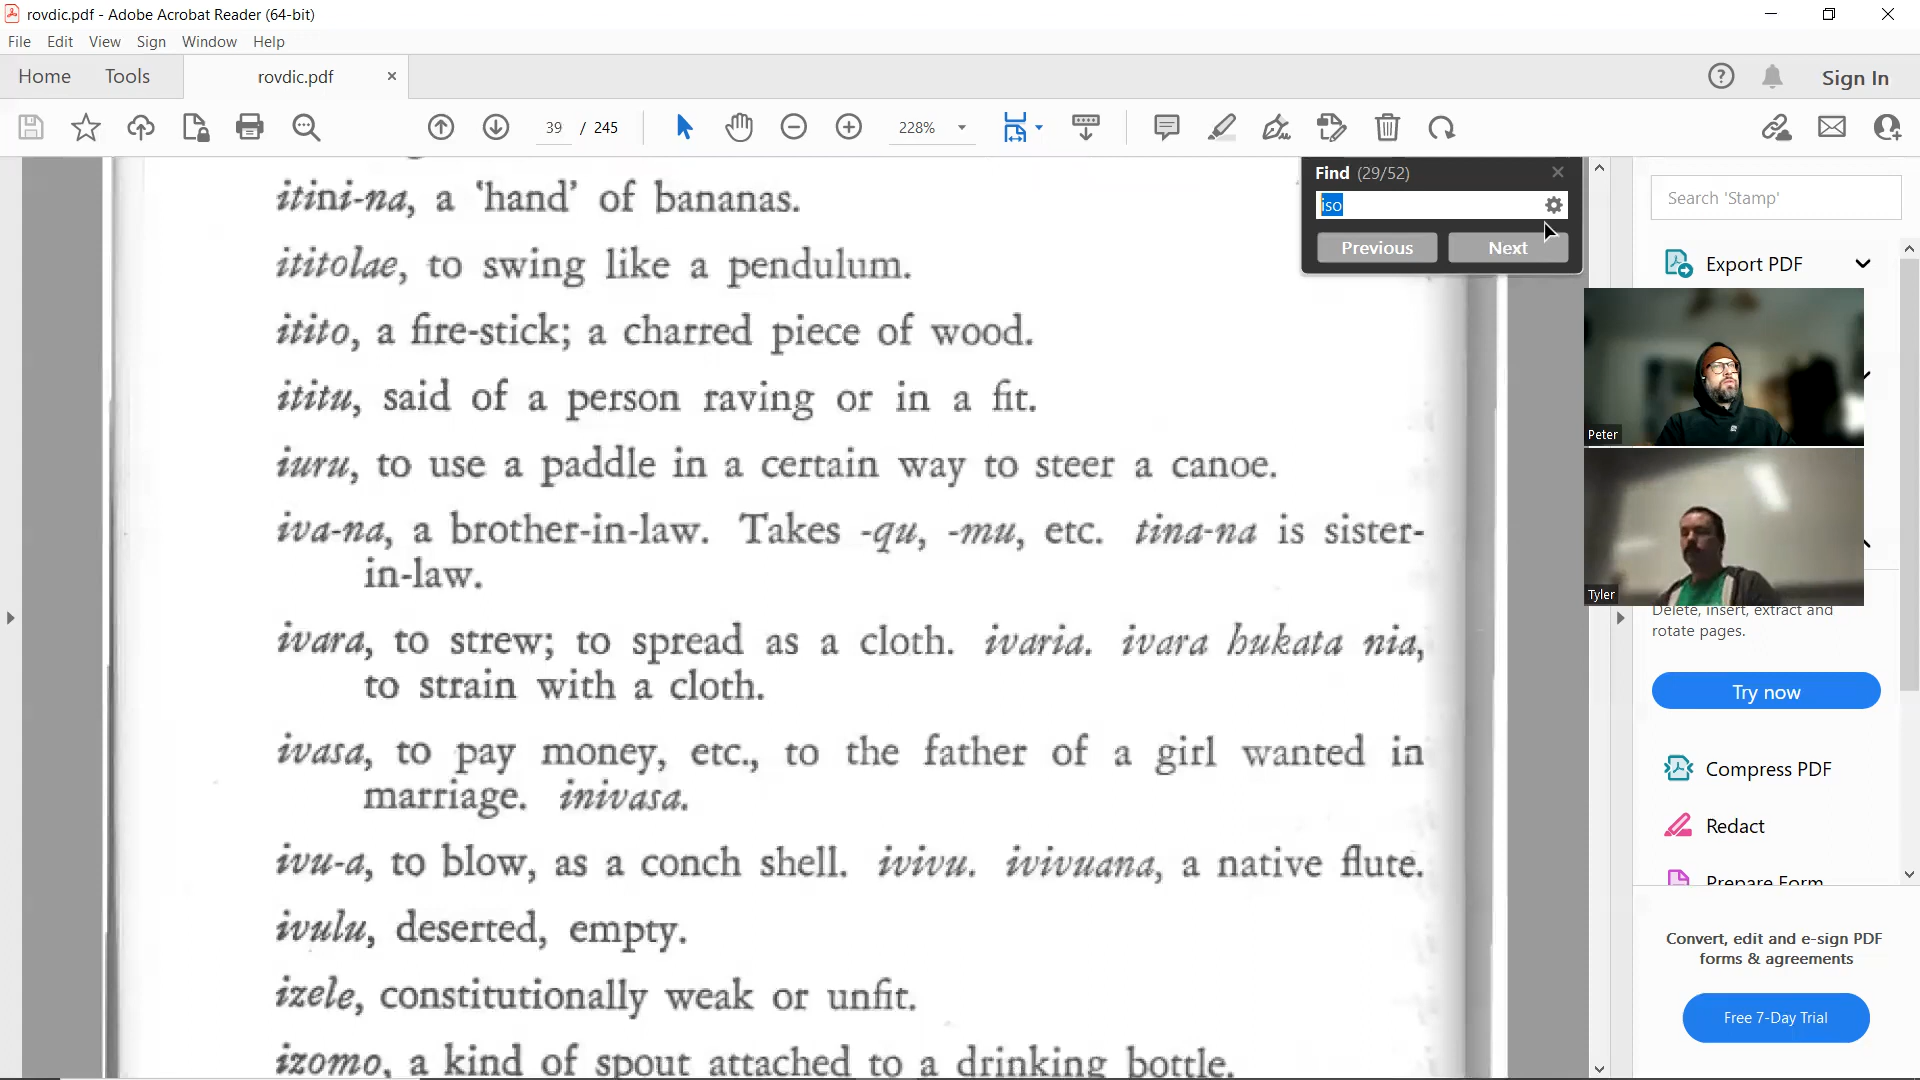 rovdic.pdf - Adobe Acrobat Reader (64-bit)
File Edit View Sign Window Help
Home Tools rovdic.pdf × Sign In
39 / 245 228%
Find (29/52)
iso
Previous Next
Search 'Stamp'
Export PDF
Peter
Tyler
Delete, insert, extract and
rotate pages.
Try now
Compress PDF
Redact
Prepare Form
Convert, edit and e-sign PDF
forms & agreements
Free 7-Day Trial
itini-na, a 'hand' of bananas.
ititolae, to swing like a pendulum.
itito, a fire-stick; a charred piece of wood.
ititu, said of a person raving or in a fit.
iuru, to use a paddle in a certain way to steer a canoe.
iva-na, a brother-in-law. Takes -qu, -mu, etc. tina-na is sister-
in-law.
ivara, to strew; to spread as a cloth. ivaria. ivara hukata nia,
to strain with a cloth.
ivasa, to pay money, etc., to the father of a girl wanted in
marriage. inivasa.
ivu-a, to blow, as a conch shell. ivivu. ivivuana, a native flute.
ivulu, deserted, empty.
izele, constitutionally weak or unfit.
izomo, a kind of spout attached to a drinking bottle.